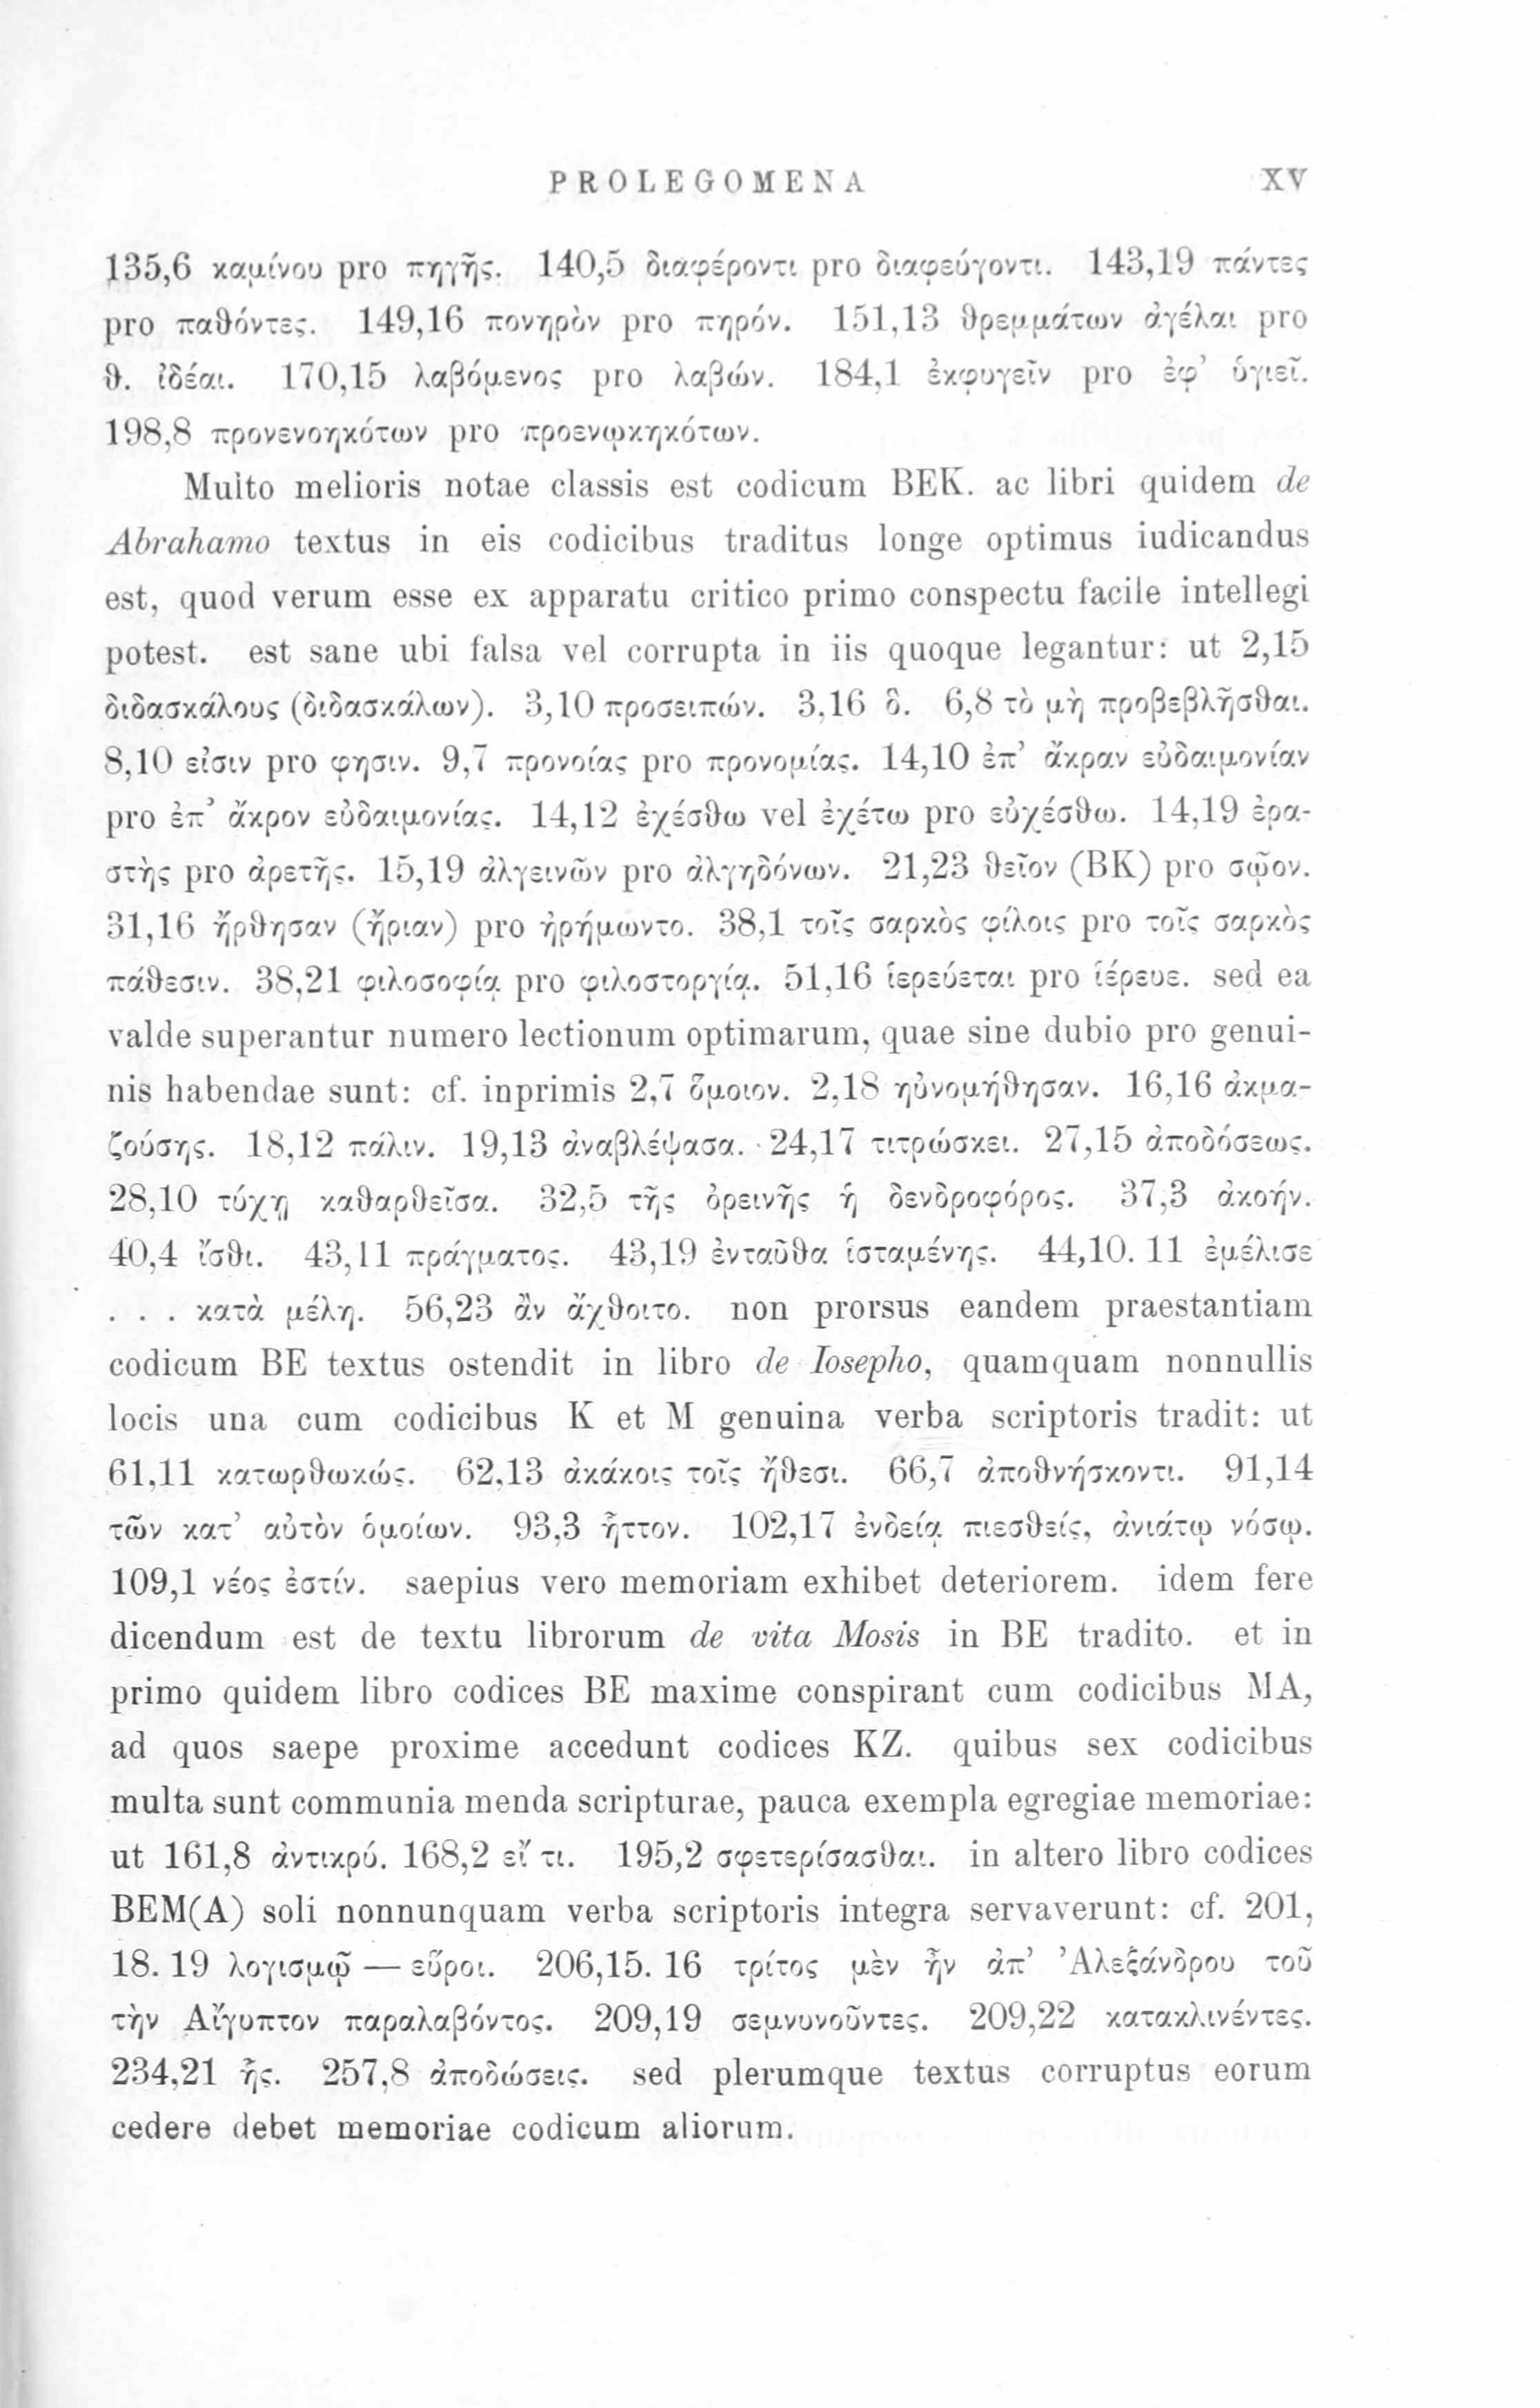 PROLEGOMENA XV
135,6 καμίνου pro πηγῆς. 140,5 διαφέροντι pro διαφεύγοντι. 143,19 πάντες
pro παϑόντες. 149,16 πονηρὸν pro πηρόν. 151,13 ϑρεμμάτων ἀγέλαι pro
ϑ. ἰδέαι. 170,15 λαβόμενος pro λαβών. 184,1 ἐκφυγεῖν pro ἐφ’ ὑγιεῖ.
198,8 προνενοηκότων pro προενῳκηκότων.
Multo melioris notae classis est codicum BEK. ac libri quidem de
Abrahamo textus in eis codicibus traditus longe optimus iudicandus
est, quod verum esse ex apparatu critico primo conspectu facile intellegi
potest. est sane ubi falsa vel corrupta in iis quoque legantur: ut 2,15
διδασκάλους (διδασκάλων). 3,10 προσειπών. 3,16 ὃ. 6,8 τὸ μὴ προβεβλῆσϑαι.
8,10 εἰσιν pro φησιν. 9,7 προνοίας pro προνομίας. 14,10 ἐπ’ ἄκραν εὐδαιμονίαν
pro ἐπ’ ἄκρον εὐδαιμονίας. 14,12 ἐχέσϑω vel ἐχέτω pro εὐχέσϑω. 14,19 ἐρα-
στὴς pro ἀρετῆς. 15,19 ἀλγεινῶν pro ἀλγηδόνων. 21,23 ϑεῖον (BK) pro σῷον.
31,16 ἤρϑησαν (ἤριαν) pro ἠρήμωντο. 38,1 τοῖς σαρκὸς φίλοις pro τοῖς σαρκὸς
πάϑεσιν. 38,21 φιλοσοφίᾳ pro φιλοστοργίᾳ. 51,16 ἱερεύεται pro ἱέρευε. sed ea
valde superantur numero lectionum optimarum, quae sine dubio pro genui-
nis habendae sunt: cf. inprimis 2,7 ὅμοιον. 2,18 ηὐνομήϑησαν. 16,16 ἀκμα-
ζούσης. 18,12 πάλιν. 19,13 ἀναβλέψασα. 24,17 τιτρώσκει. 27,15 ἀποδόσεως.
28,10 τύχῃ καϑαρϑεῖσα. 32,5 τῆς ὀρεινῆς ἡ δενδροφόρος. 37,3 ἀκοήν.
40,4 ἴσϑι. 43,11 πράγματος. 43,19 ἐνταῦϑα ἱσταμένης. 44,10. 11 ἐμέλισε
. . . κατὰ μέλη. 56,23 ἂν ἄχϑοιτο. non prorsus eandem praestantiam
codicum BE textus ostendit in libro de Iosepho, quamquam nonnullis
locis una cum codicibus K et M genuina verba scriptoris tradit: ut
61,11 κατωρϑωκώς. 62,13 ἀκάκοις τοῖς ἤϑεσι. 66,7 ἀποϑνήσκοντι. 91,14
τῶν κατ’ αὐτὸν ὁμοίων. 93,3 ἧττον. 102,17 ἐνδείᾳ πιεσϑείς, ἀνιάτῳ νόσῳ.
109,1 νέος ἐστίν. saepius vero memoriam exhibet deteriorem. idem fere
dicendum est de textu librorum de vita Mosis in BE tradito. et in
primo quidem libro codices BE maxime conspirant cum codicibus MA,
ad quos saepe proxime accedunt codices KZ. quibus sex codicibus
multa sunt communia menda scripturae, pauca exempla egregiae memoriae:
ut 161,8 ἀντικρύ. 168,2 εἴ τι. 195,2 σφετερίσασϑαι. in altero libro codices
BEM(A) soli nonnunquam verba scriptoris integra servaverunt: cf. 201,
18. 19 λογισμῷ — εὕροι. 206,15. 16 τρίτος μὲν ἦν ἀπ’ Ἀλεξάνδρου τοῦ
τὴν Αἴγυπτον παραλαβόντος. 209,19 σεμνυνοῦντες. 209,22 κατακλινέντες.
234,21 ἧς. 257,8 ἀποδώσεις. sed plerumque textus corruptus eorum
cedere debet memoriae codicum aliorum.